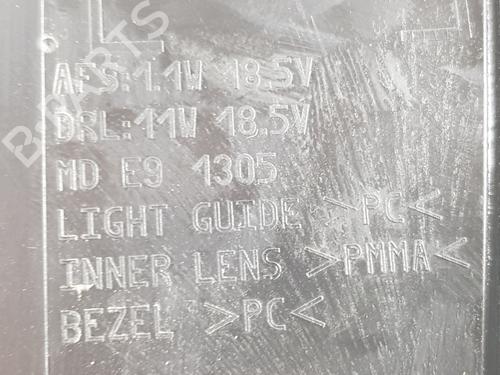 B-PARTS
AFS:1.1W 18.5V
DRL:11W 18.5V
MD E9 1305
LIGHT GUIDE >PC<
INNER LENS >PMMA<
BEZEL >PC<